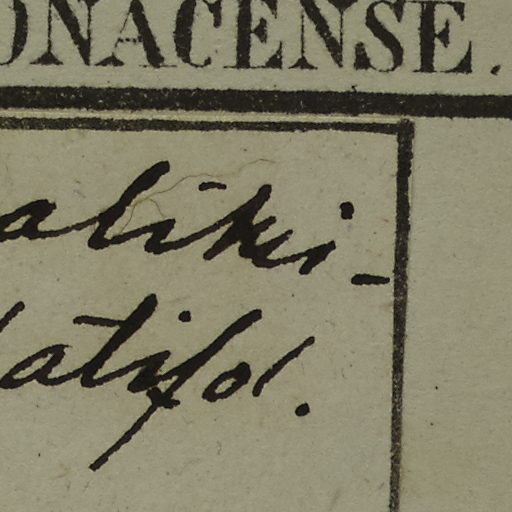 ONACENSE.
aliki-
latifol.